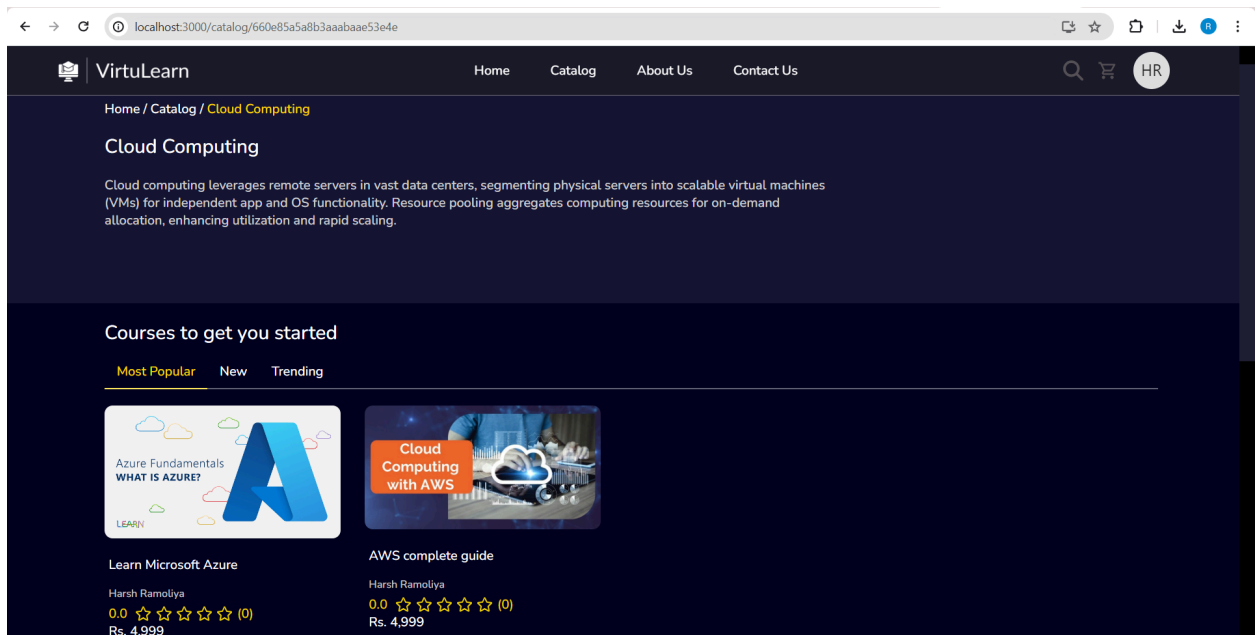 localhost:3000/catalog/660e85a5a8b3aaabaae53e4e
R
VirtuLearn
Home
Catalog
About Us
Contact Us
HR
Home / Catalog / Cloud Computing
Cloud Computing
Cloud computing leverages remote servers in vast data centers, segmenting physical servers into scalable virtual machines
(VMs) for independent app and OS functionality. Resource pooling aggregates computing resources for on-demand
allocation, enhancing utilization and rapid scaling.
Courses to get you started
Most Popular
New
Trending
Azure Fundamentals
WHAT IS AZURE?
LEARN
Learn Microsoft Azure
Harsh Ramoliya
0.0 (0)
Rs. 4,999
Cloud
Computing
with AWS
AWS complete guide
Harsh Ramoliya
0.0 (0)
Rs. 4,999